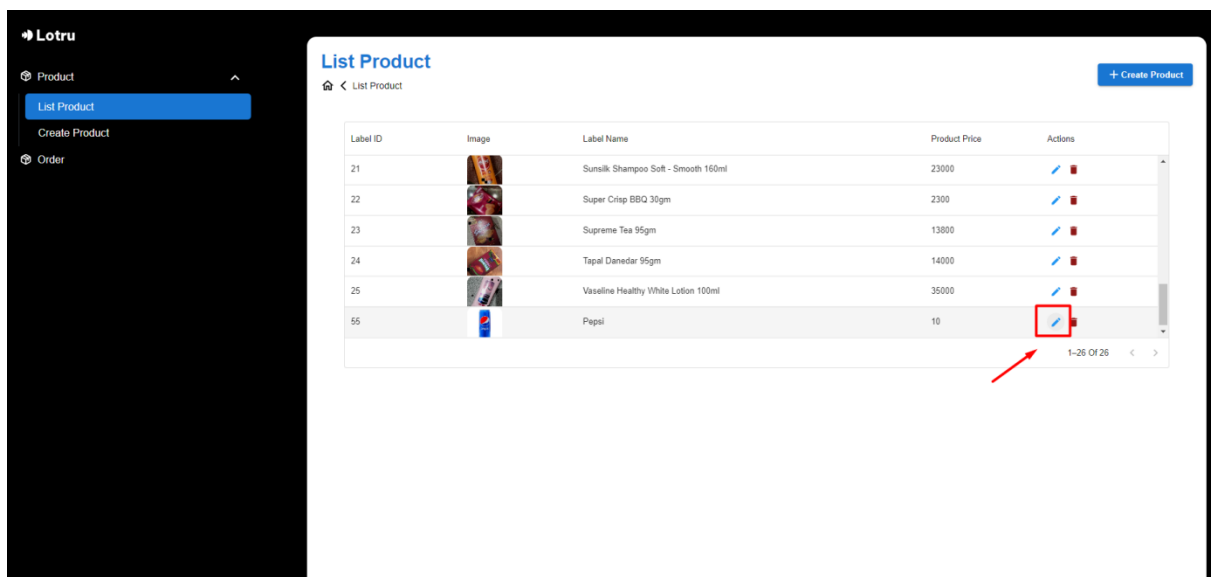 Lotru
Product
List Product
Create Product
Order
List Product
List Product
+ Create Product
Label ID Image Label Name Product Price Actions
21 Sunsilk Shampoo Soft - Smooth 160ml 23000
22 Super Crisp BBQ 30gm 2300
23 Supreme Tea 95gm 13800
24 Tapal Danedar 95gm 14000
25 Vaseline Healthy White Lotion 100ml 35000
55 Pepsi 10
1–26 Of 26